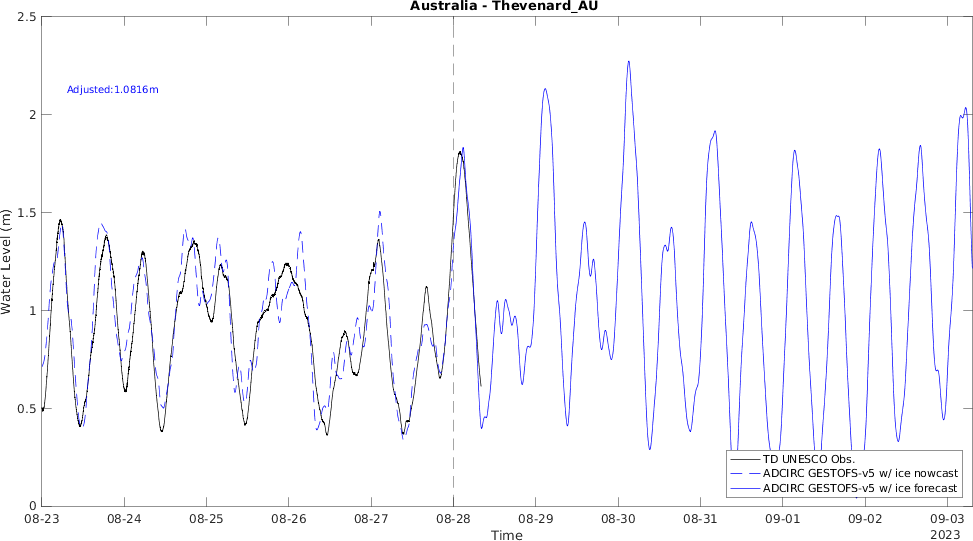 Australia - Thevenard_AU
2.5
Adjusted:1.0816m
2
1.5
Water Level (m)
1
0.5
TD UNESCO Obs.
ADCIRC GESTOFS-v5 w/ ice nowcast
ADCIRC GESTOFS-v5 w/ ice forecast
0
08-23 08-24 08-25 08-26 08-27 08-28 08-29 08-30 08-31 09-01 09-02 09-03
Time 2023